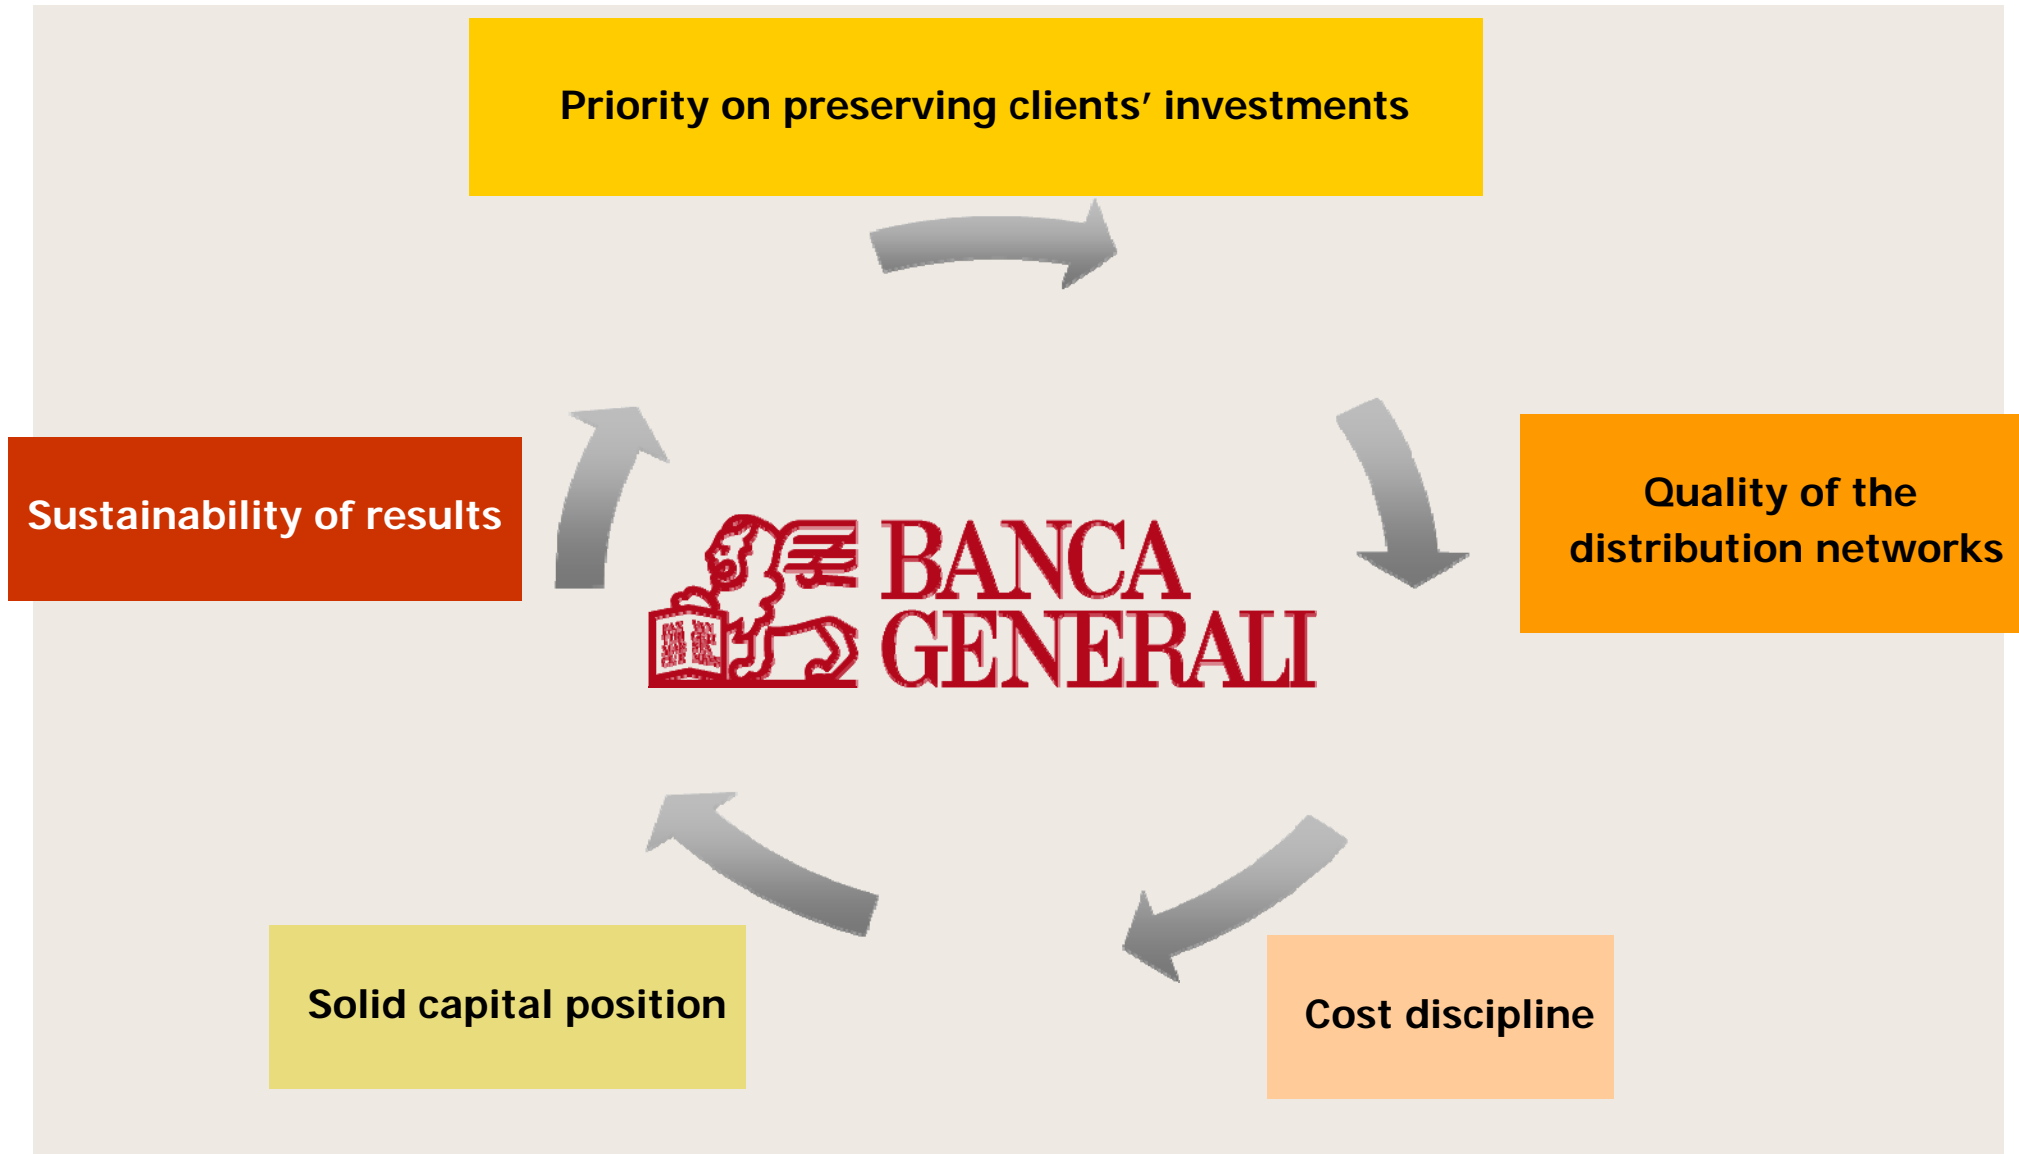 Priority on preserving clients’ investments
Sustainability of results
Quality of the
distribution networks
BANCA
GENERALI
Solid capital position
Cost discipline